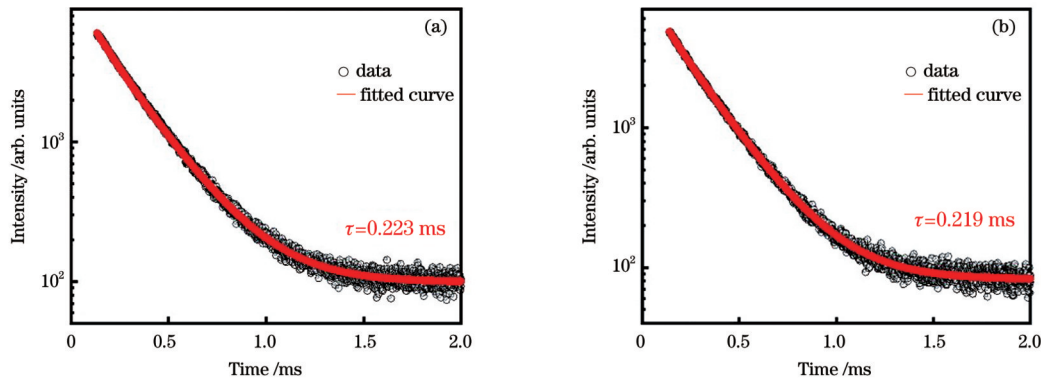 (a)
data
fitted curve
10³
10²
τ=0.223 ms
Intensity /arb. units
0
0.5
1.0
1.5
2.0
Time /ms
(b)
data
fitted curve
10³
10²
τ=0.219 ms
Intensity /arb. units
0
0.5
1.0
1.5
2.0
Time /ms